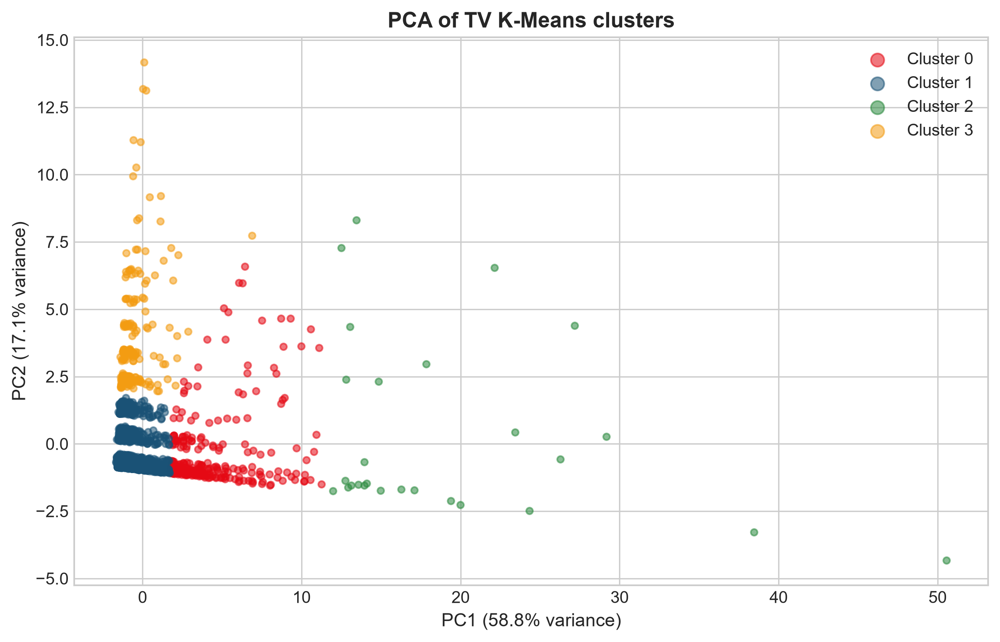 PCA of TV K-Means clusters
15.0
12.5
10.0
7.5
5.0
2.5
0.0
−2.5
−5.0
PC2 (17.1% variance)
Cluster 0
Cluster 1
Cluster 2
Cluster 3
0 10 20 30 40 50
PC1 (58.8% variance)